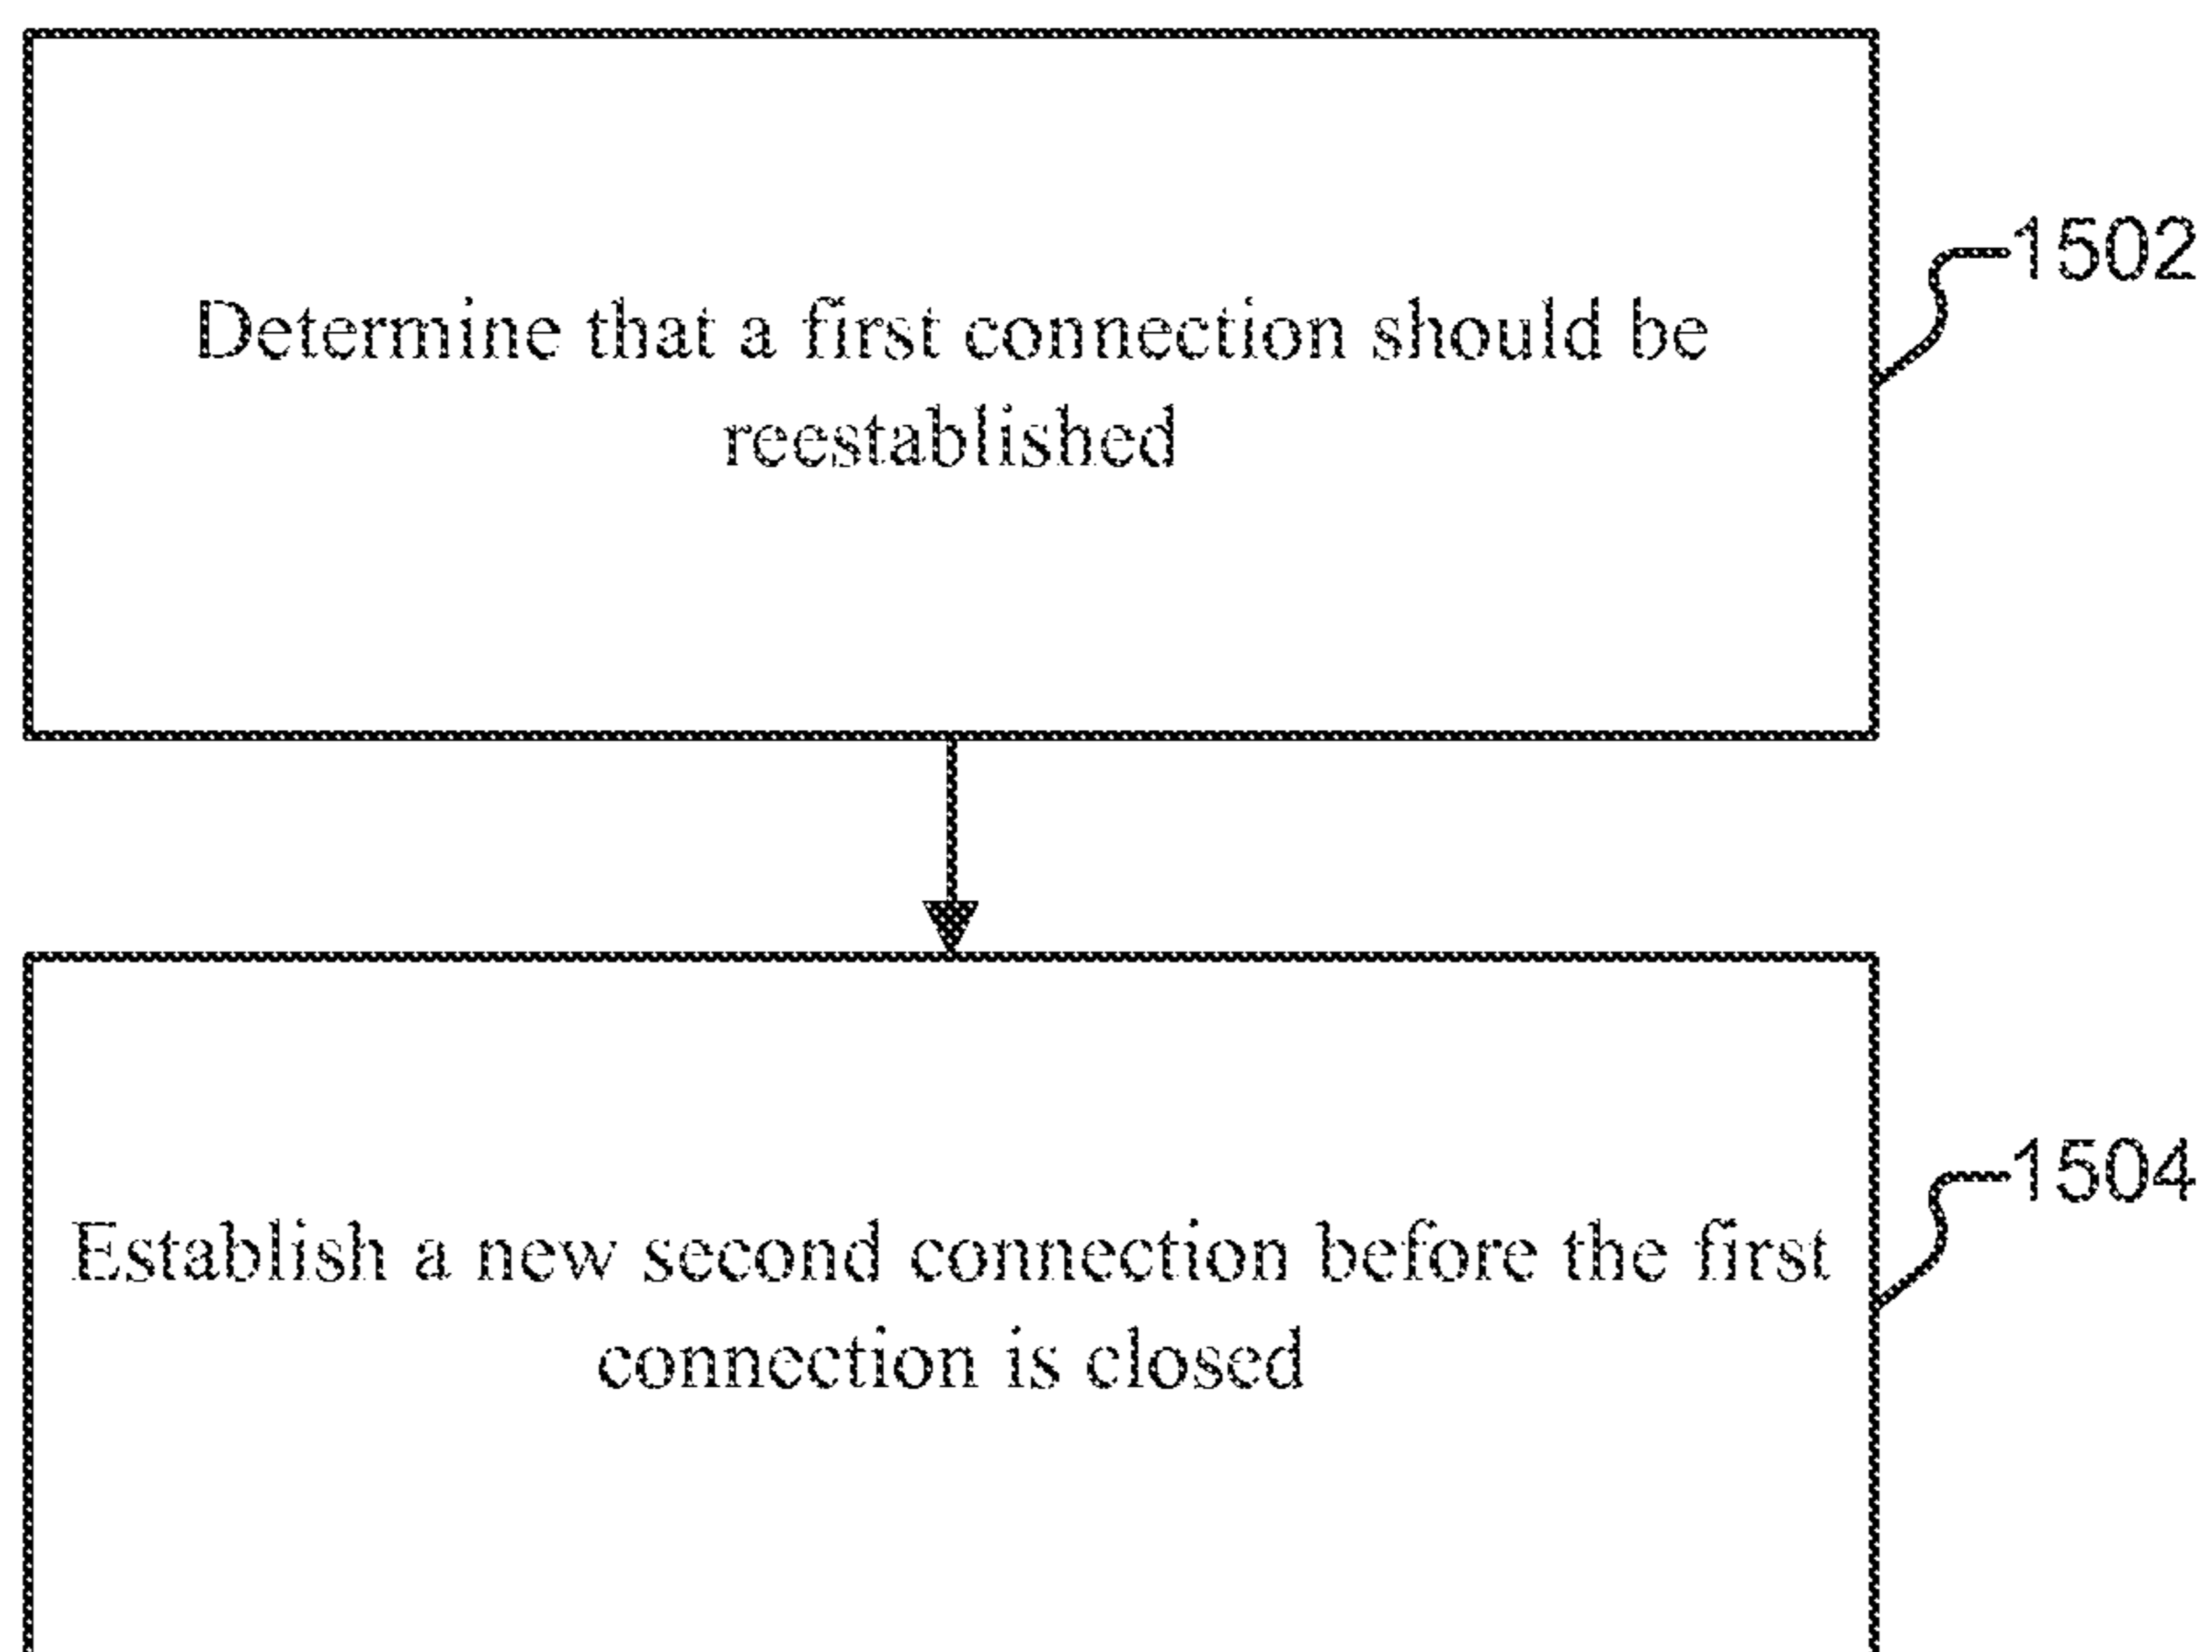 Determine that a first connection should be
reestablished
1502
Establish a new second connection before the first
connection is closed
1504